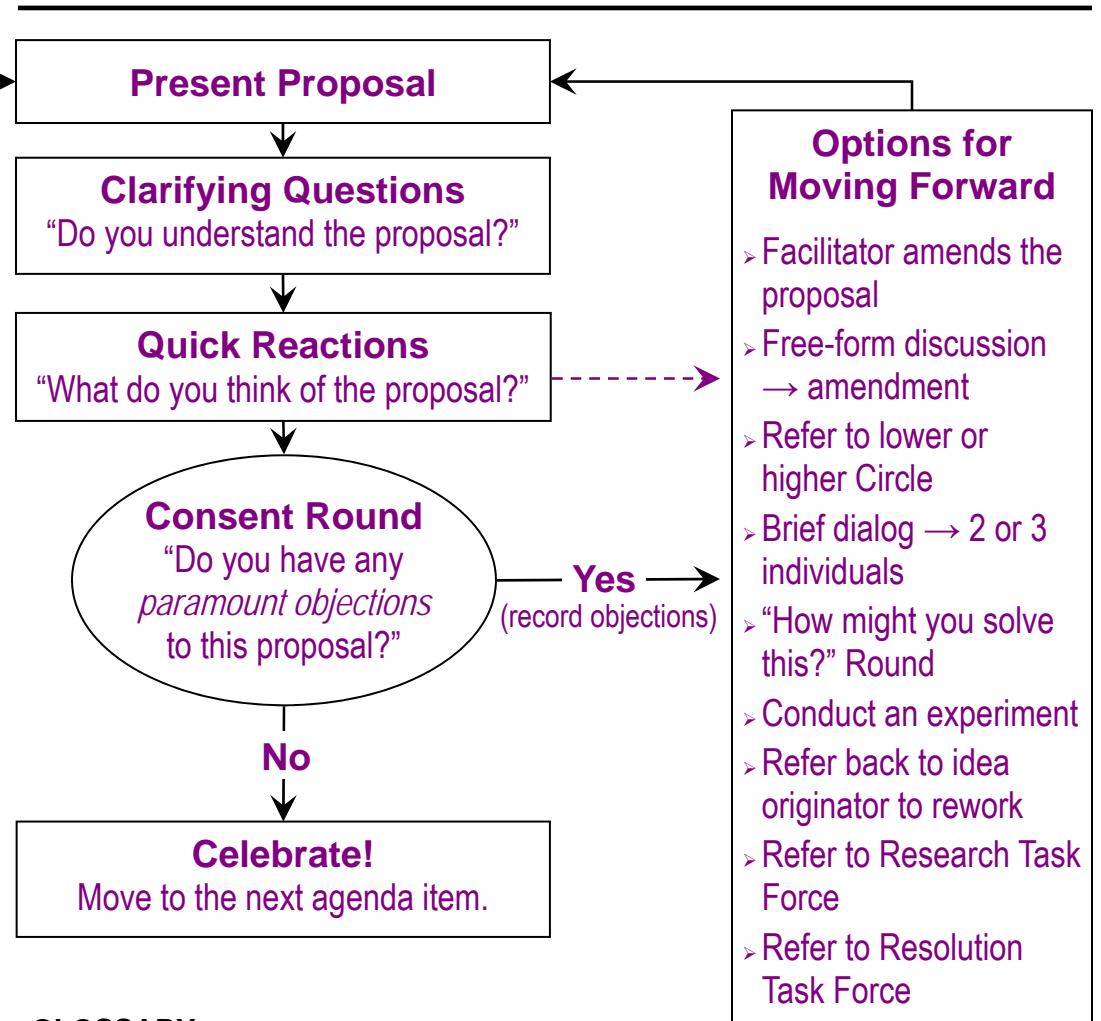 Present Proposal
Clarifying Questions
“Do you understand the proposal?”
Quick Reactions
“What do you think of the proposal?”
Consent Round
“Do you have any
paramount objections
to this proposal?”
Yes
(record objections)
No
Celebrate!
Move to the next agenda item.
Options for
Moving Forward
➢ Facilitator amends the
proposal
➢ Free-form discussion
→ amendment
➢ Refer to lower or
higher Circle
➢ Brief dialog → 2 or 3
individuals
➢ “How might you solve
this?” Round
➢ Conduct an experiment
➢ Refer back to idea
originator to rework
➢ Refer to Research Task
Force
➢ Refer to Resolution
Task Force
GLOSSARY